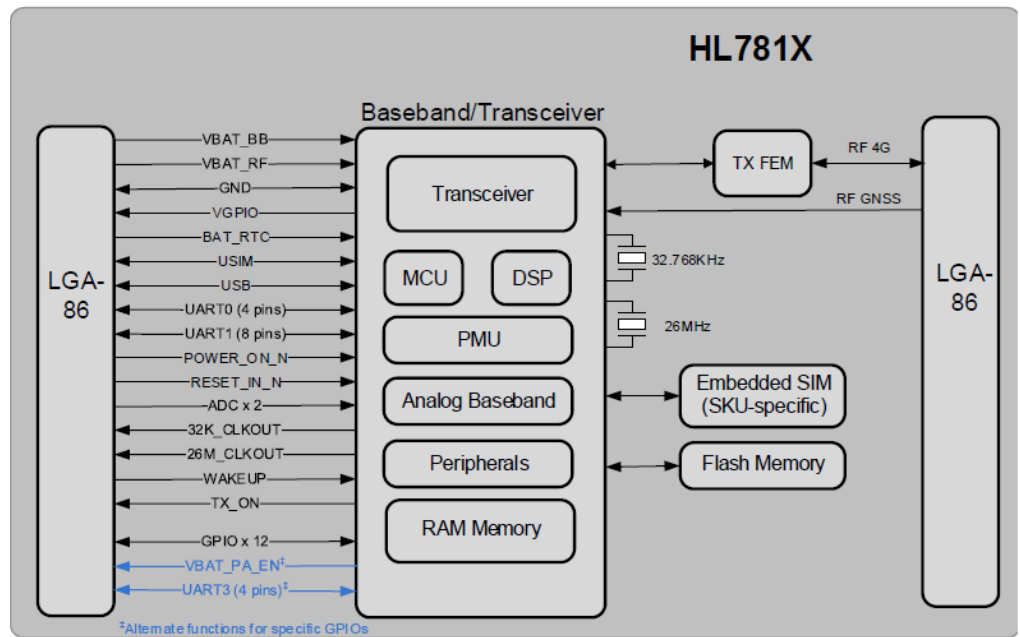 HL781X
Baseband/Transceiver
LGA-
86
VBAT_BB
VBAT_RF
GND
VGPIO
BAT_RTC
USIM
USB
UART0 (4 pins)
UART1 (8 pins)
POWER_ON_N
RESET_IN_N
ADC x 2
32K_CLKOUT
26M_CLKOUT
WAKEUP
TX_ON
GPIO x 12
VBAT_PA_EN‡
UART3 (4 pins)‡
‡Alternate functions for specific GPIOs
Transceiver
MCU
DSP
PMU
Analog Baseband
Peripherals
RAM Memory
TX FEM
RF 4G
RF GNSS
32.768KHz
26MHz
Embedded SIM
(SKU-specific)
Flash Memory
LGA-
86